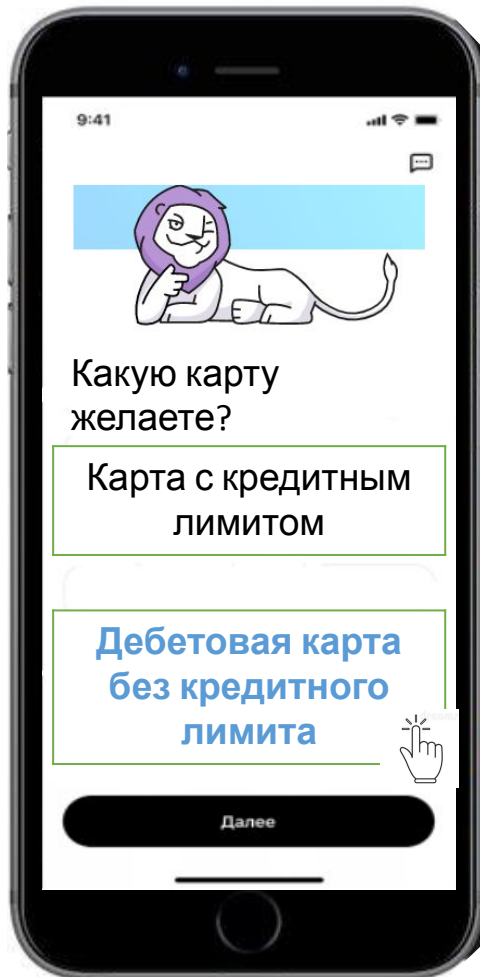 9:41
Какую карту
желаете?
Карта с кредитным
лимитом
Дебетовая карта
без кредитного
лимита
Далее